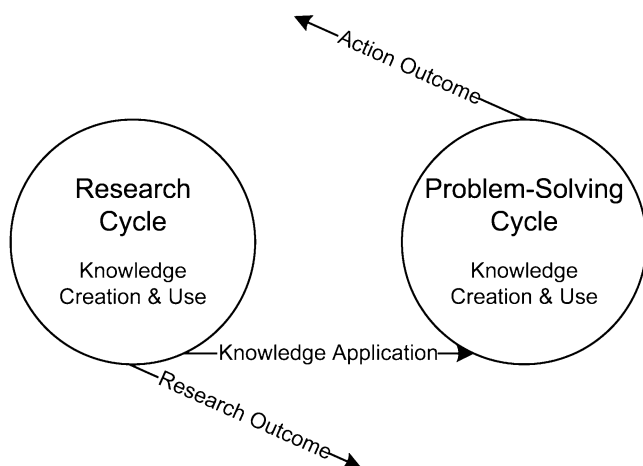 Action Outcome
Research
Cycle
Knowledge
Creation & Use
Problem-Solving
Cycle
Knowledge
Creation & Use
Knowledge Application
Research Outcome